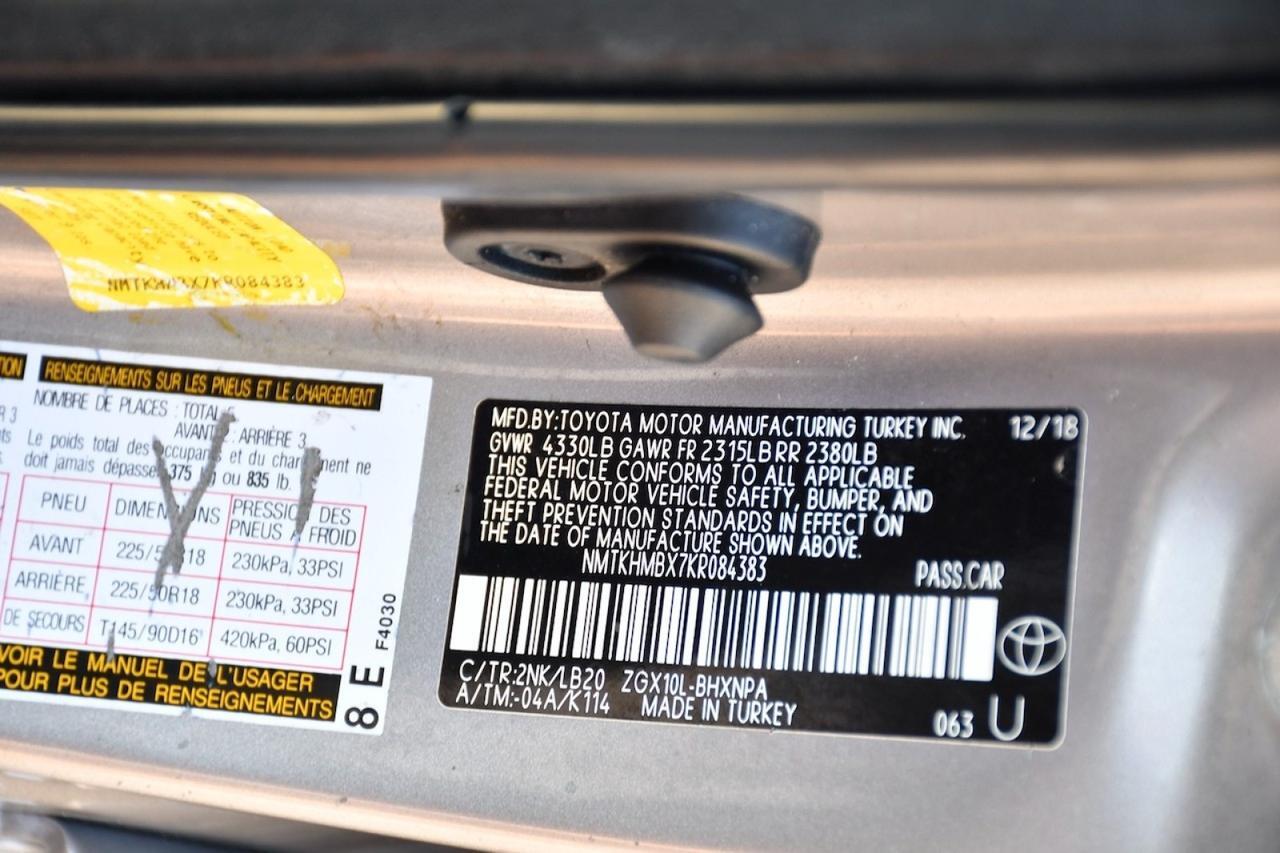 NMTKHMBX7KR084383
TION
RENSEIGNEMENTS SUR LES PNEUS ET LE CHARGEMENT
R 3
NOMBRE DE PLACES : TOTAL 5
AVANT 2 : ARRIÈRE 3
Le poids total des occupants et du chargement ne
doit jamais dépasser 375 kg ou 835 lb.
PNEU DIMENSIONS PRESSION DES
PNEUS À FROID
AVANT 225/50R18 230kPa, 33PSI
ARRIÈRE 225/50R18 230kPa, 33PSI
DE SECOURS T145/90D16 420kPa, 60PSI
VOIR LE MANUEL DE L'USAGER
POUR PLUS DE RENSEIGNEMENTS
8 E F4030
MFD.BY:TOYOTA MOTOR MANUFACTURING TURKEY INC. 12/18
GVWR 4330LB GAWR FR 2315LB RR 2380LB
THIS VEHICLE CONFORMS TO ALL APPLICABLE
FEDERAL MOTOR VEHICLE SAFETY, BUMPER, AND
THEFT PREVENTION STANDARDS IN EFFECT ON
THE DATE OF MANUFACTURE SHOWN ABOVE.
NMTKHMBX7KR084383 PASS.CAR
C/TR:2NK/LB20 ZGX10L-BHXNPA
A/TM:-04A/K114 MADE IN TURKEY
063 U